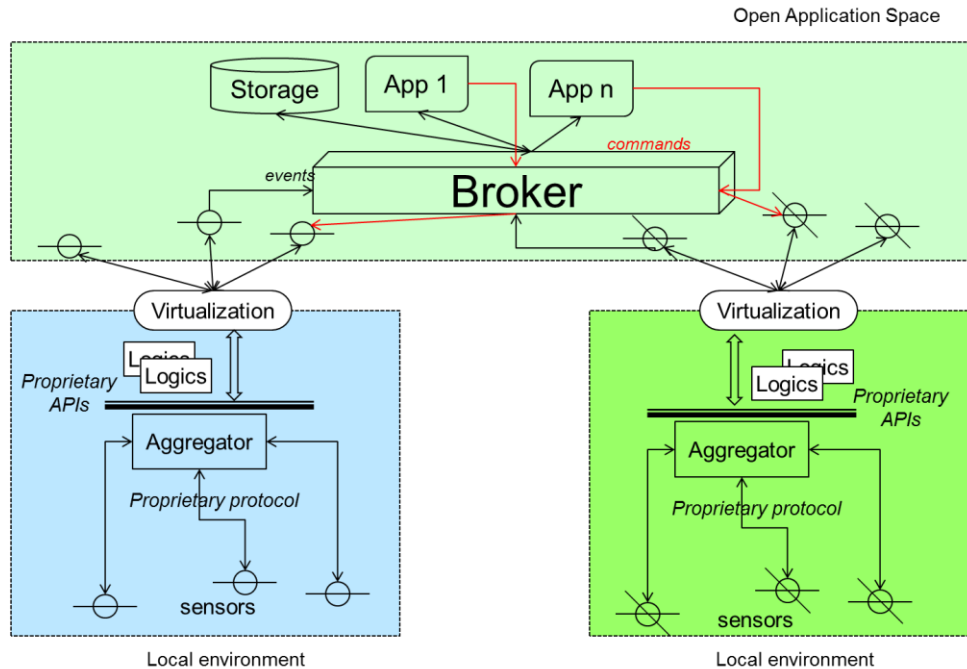 Open Application Space
Storage
App 1
App n
commands
events
Broker
Virtualization
Virtualization
Logics
Logics
Proprietary
APIs
Logics
Logics
Proprietary
APIs
Aggregator
Aggregator
Proprietary protocol
Proprietary protocol
sensors
sensors
Local environment
Local environment